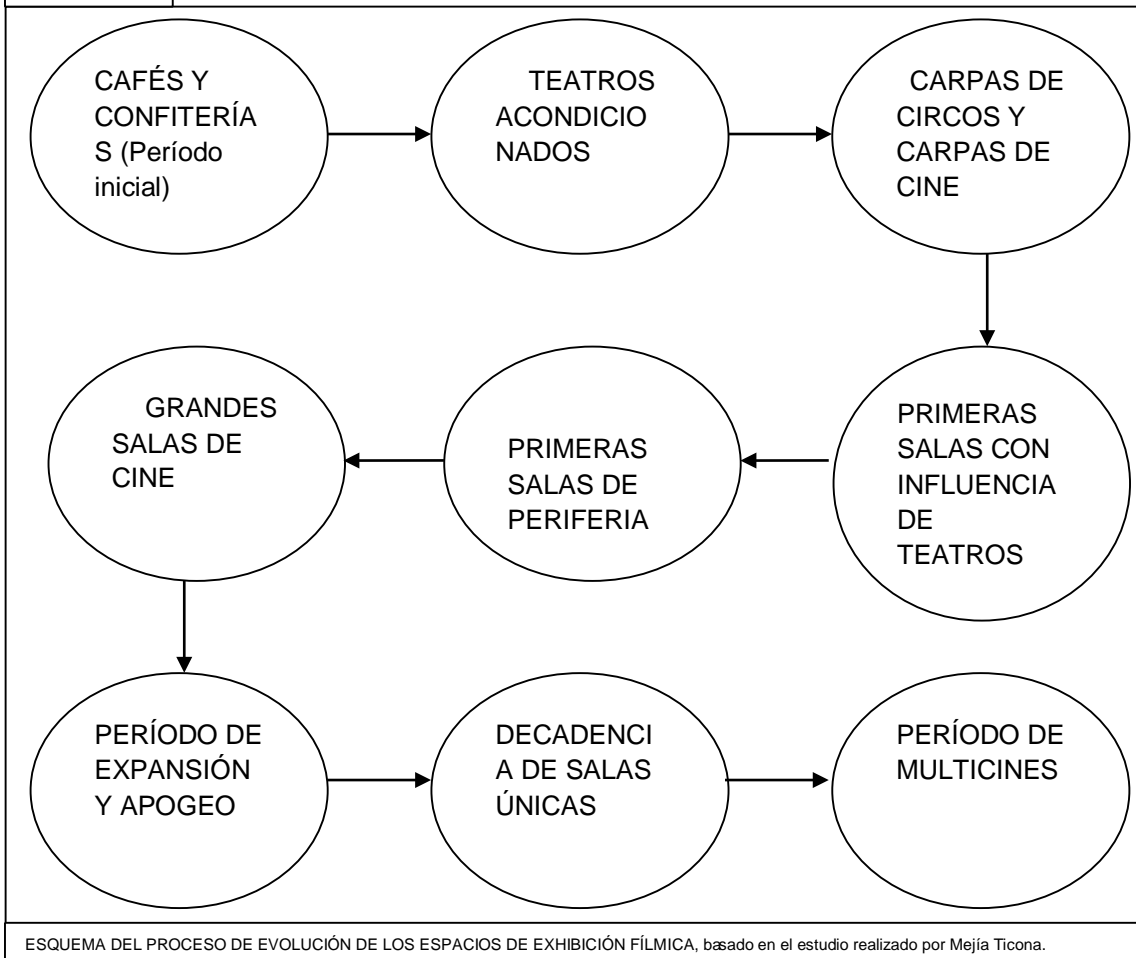 CAFÉS Y
CONFITERÍA
S (Período
inicial)
TEATROS
ACONDICIO
NADOS
CARPAS DE
CIRCOS Y
CARPAS DE
CINE
PRIMERAS
SALAS CON
INFLUENCIA
DE
TEATROS
PRIMERAS
SALAS DE
PERIFERIA
GRANDES
SALAS DE
CINE
PERÍODO DE
EXPANSIÓN
Y APOGEO
DECADENCI
A DE SALAS
ÚNICAS
PERÍODO DE
MULTICINES
ESQUEMA DEL PROCESO DE EVOLUCIÓN DE LOS ESPACIOS DE EXHIBICIÓN FÍLMICA, basado en el estudio realizado por Mejía Ticona.